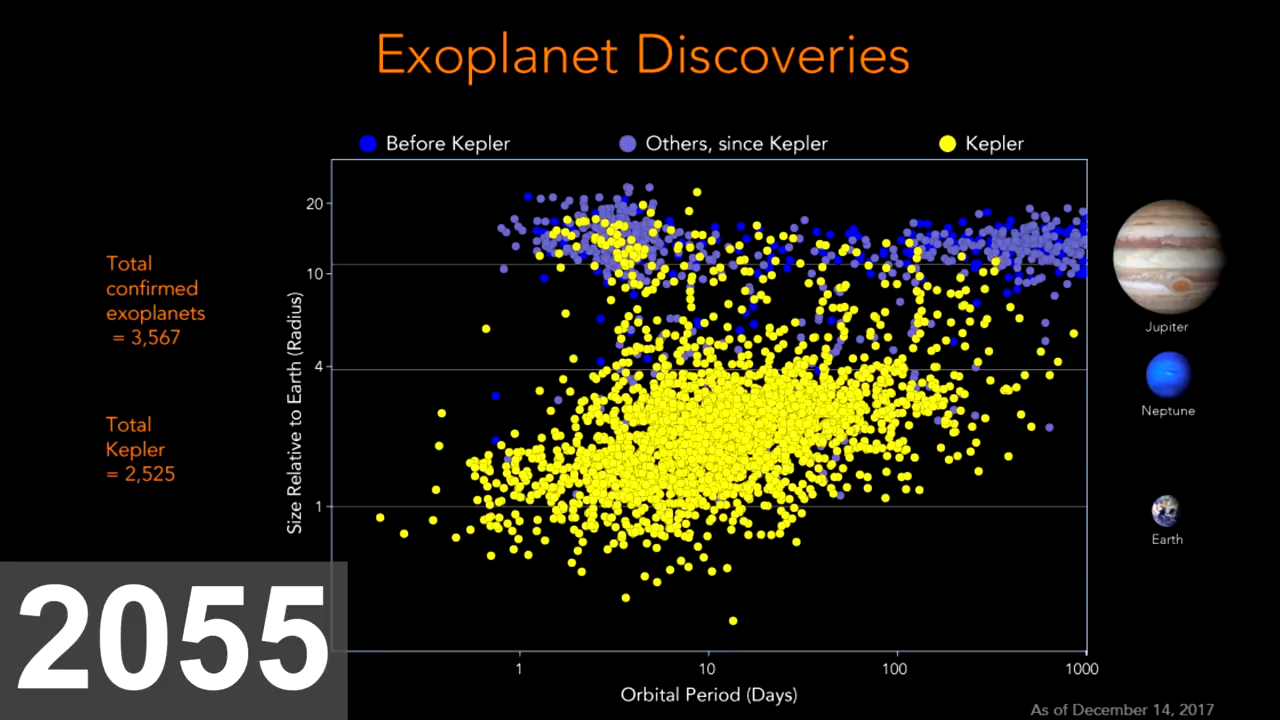 Exoplanet Discoveries
Before Kepler
Others, since Kepler
Kepler
20
10
4
1
Size Relative to Earth (Radius)
Total
confirmed
exoplanets
= 3,567
Total
Kepler
= 2,525
Jupiter
Neptune
Earth
2055
1
10
100
1000
Orbital Period (Days)
As of December 14, 2017